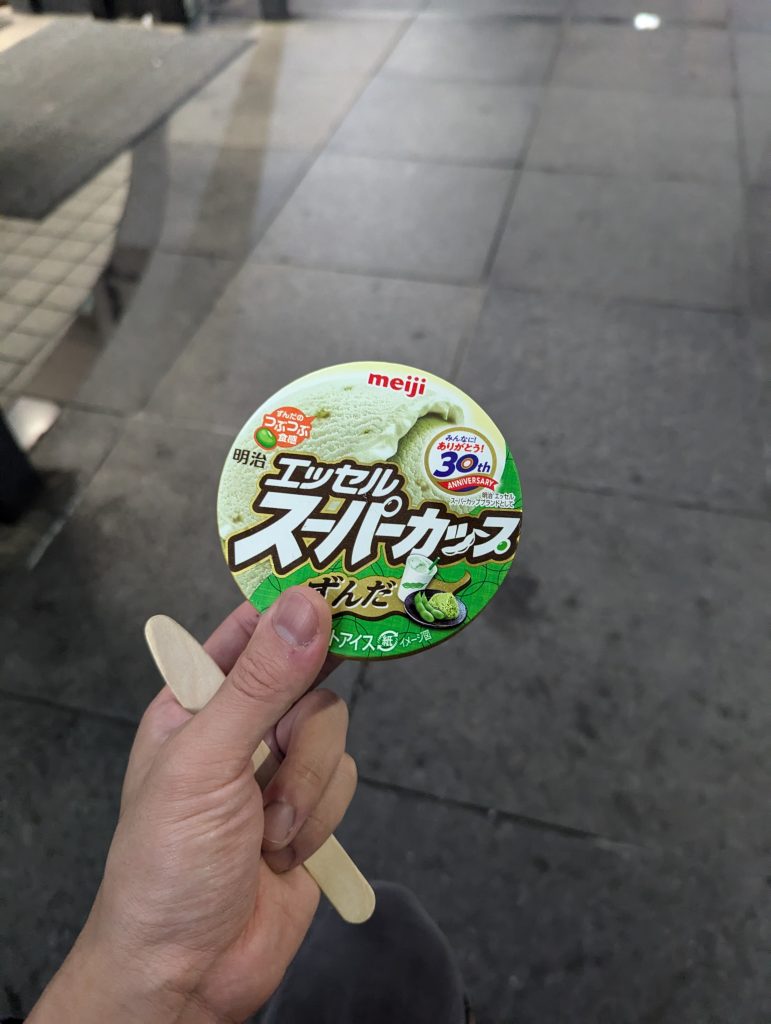 meiji
ずんだの
つぶつぶ
食感
みんなに!
ありがとう!
30th
ANNIVERSARY
明治 エッセル
スーパーカップブランドとして
明治
エッセル
スーパーカップ
ずんだ
トアイス
紙
イメージ図